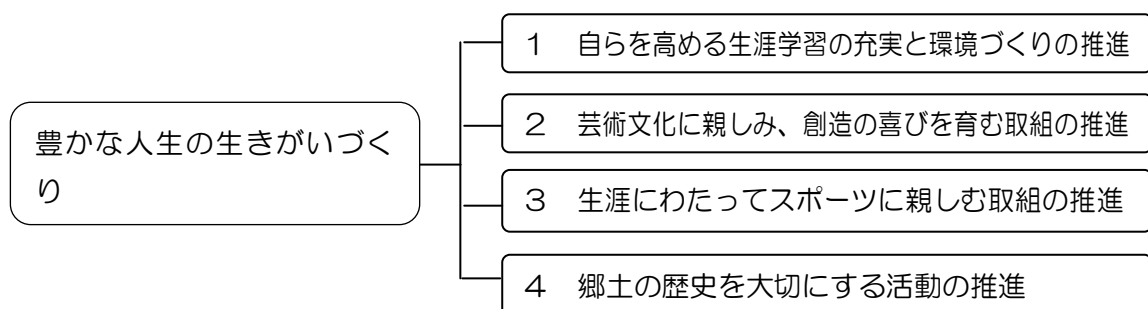 豊かな人生の生きがいづく
り
1 自らを高める生涯学習の充実と環境づくりの推進
2 芸術文化に親しみ、創造の喜びを育む取組の推進
3 生涯にわたってスポーツに親しむ取組の推進
4 郷土の歴史を大切にする活動の推進